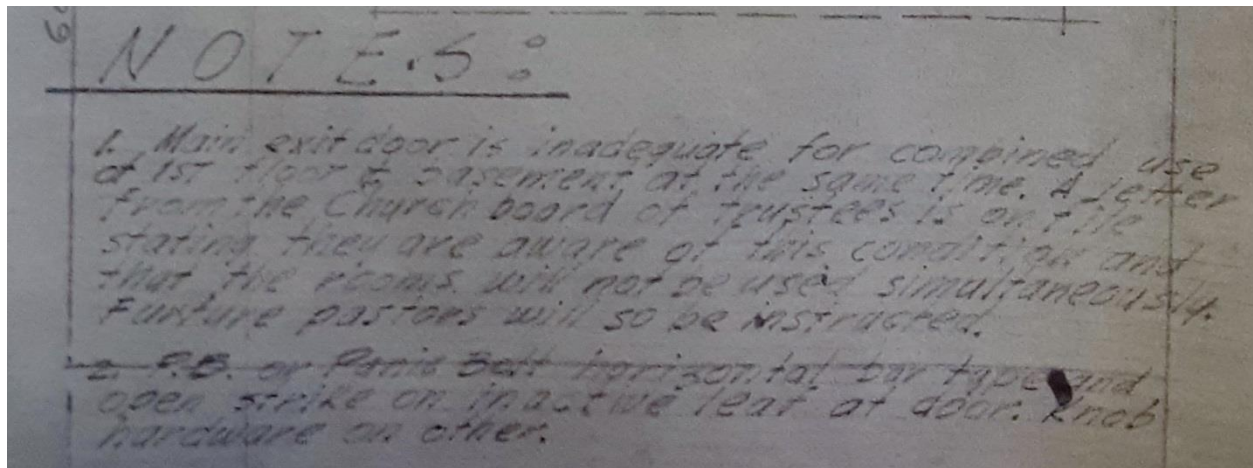 NOTES:
1. Main exit door is inadequate for combined use
of 1st floor & basement at the same time. A letter
from the Church board of trustees is on file
stating they are aware of this condition and
that the rooms will not be used simultaneously.
Furture pastors will so be instructed.
2. P.B. or Panic Bolt horizontal bar type and
open strike on inactive leaf at door. Knob
hardware on other.